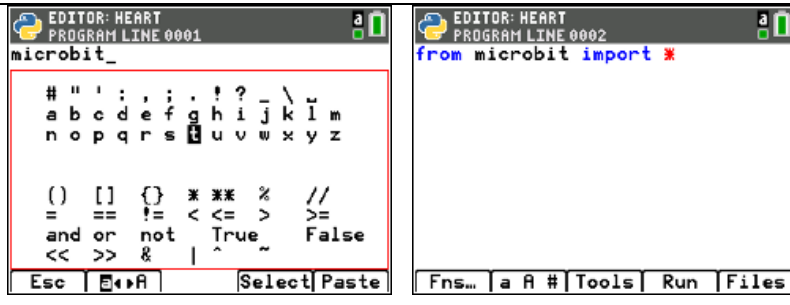 EDITOR: HEART
PROGRAM LINE 0001
a
microbit_
# " ' : , ; . ! ? _ \ ␣
a b c d e f g h i j k l m
n o p q r s t u v w x y z
() [] {} * ** % //
= == != < <= > >=
and or not True False
<< >> & | ^ ~
Esc a◂▸A Select Paste
EDITOR: HEART
PROGRAM LINE 0002
a
from microbit import *
Fns… a A # Tools Run Files